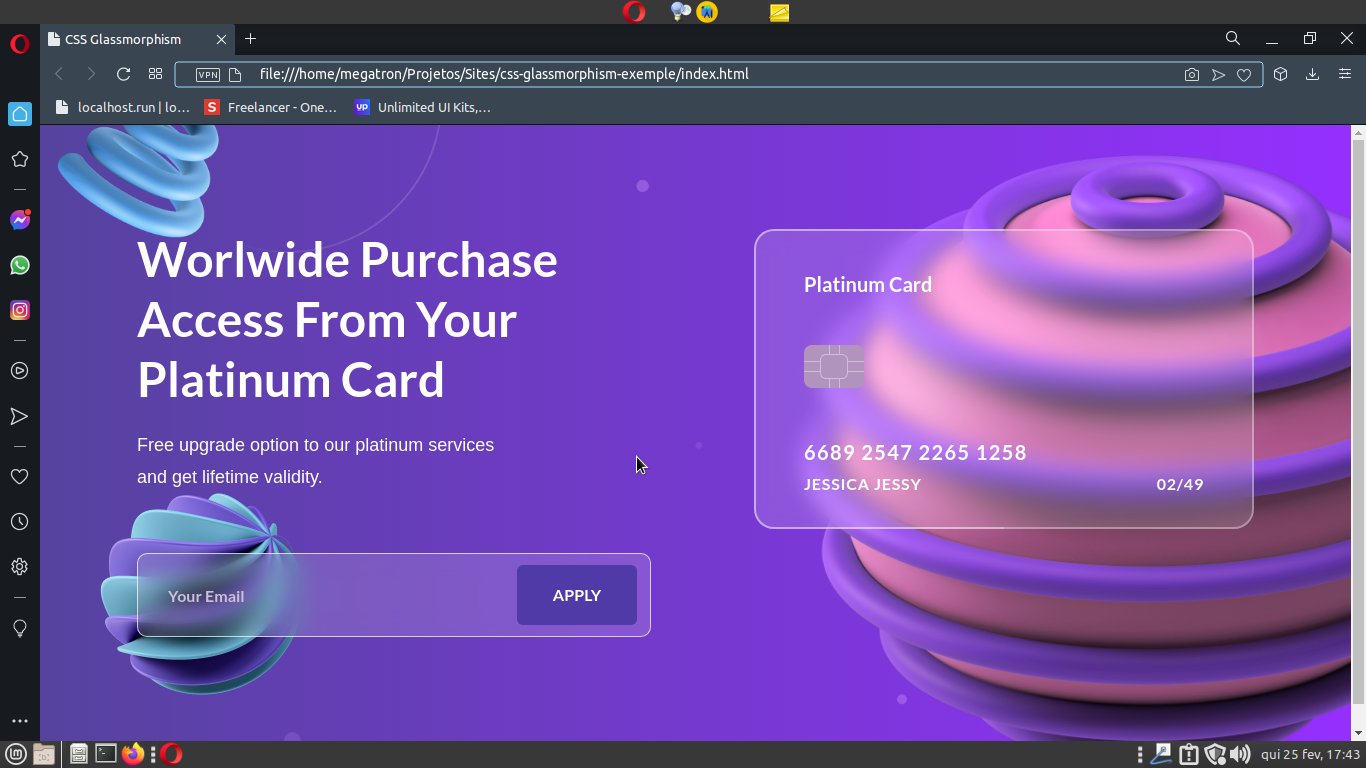 CSS Glassmorphism
VPN
file:///home/megatron/Projetos/Sites/css-glassmorphism-exemple/index.html
localhost.run | lo...
S
Freelancer - One...
UP
Unlimited UI Kits,...
Worlwide Purchase
Access From Your
Platinum Card
Free upgrade option to our platinum services
and get lifetime validity.
Your Email
APPLY
Platinum Card
6689 2547 2265 1258
JESSICA JESSY
02/49
qui 25 fev, 17:43